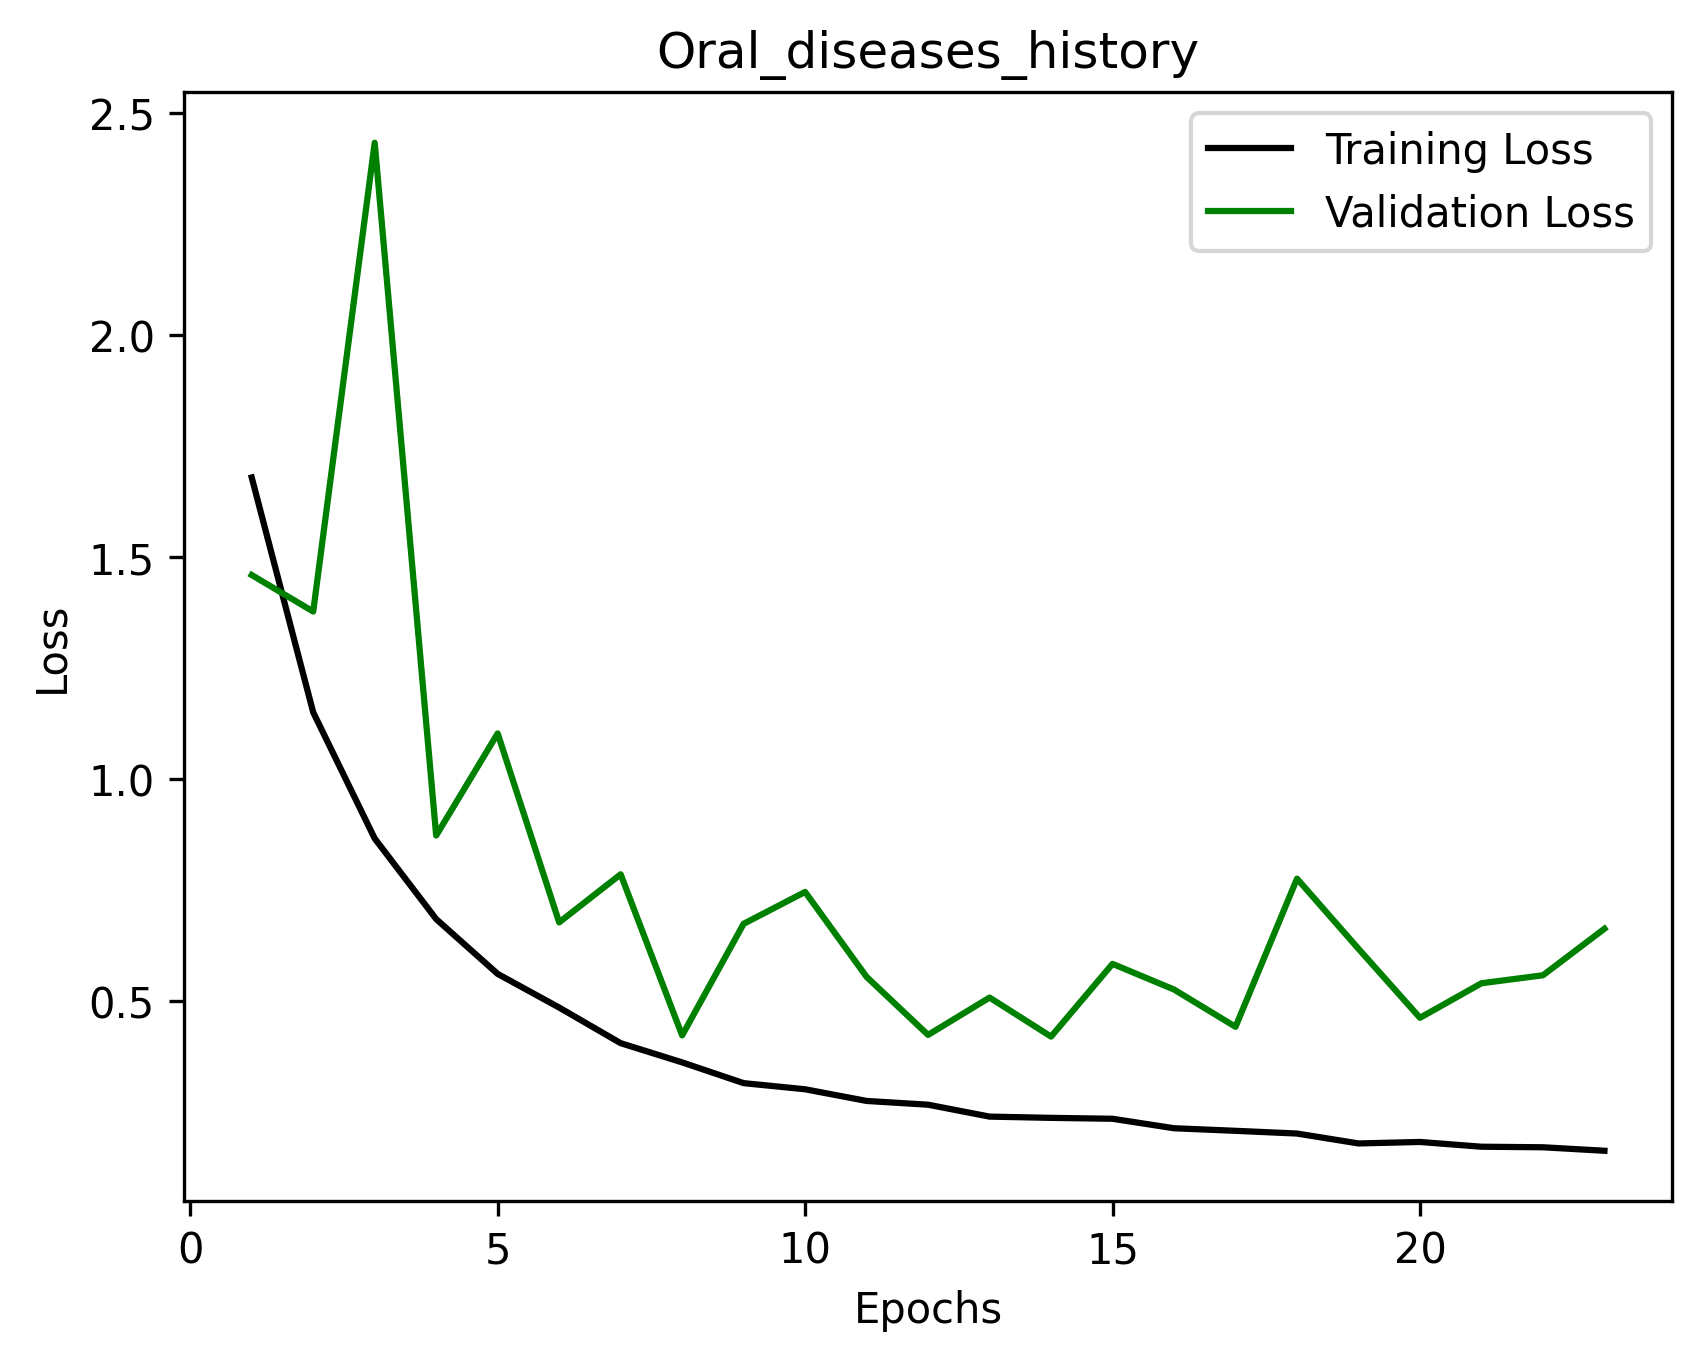 Oral_diseases_history
Training Loss
Validation Loss
2.5
2.0
1.5
1.0
0.5
Loss
0 5 10 15 20
Epochs